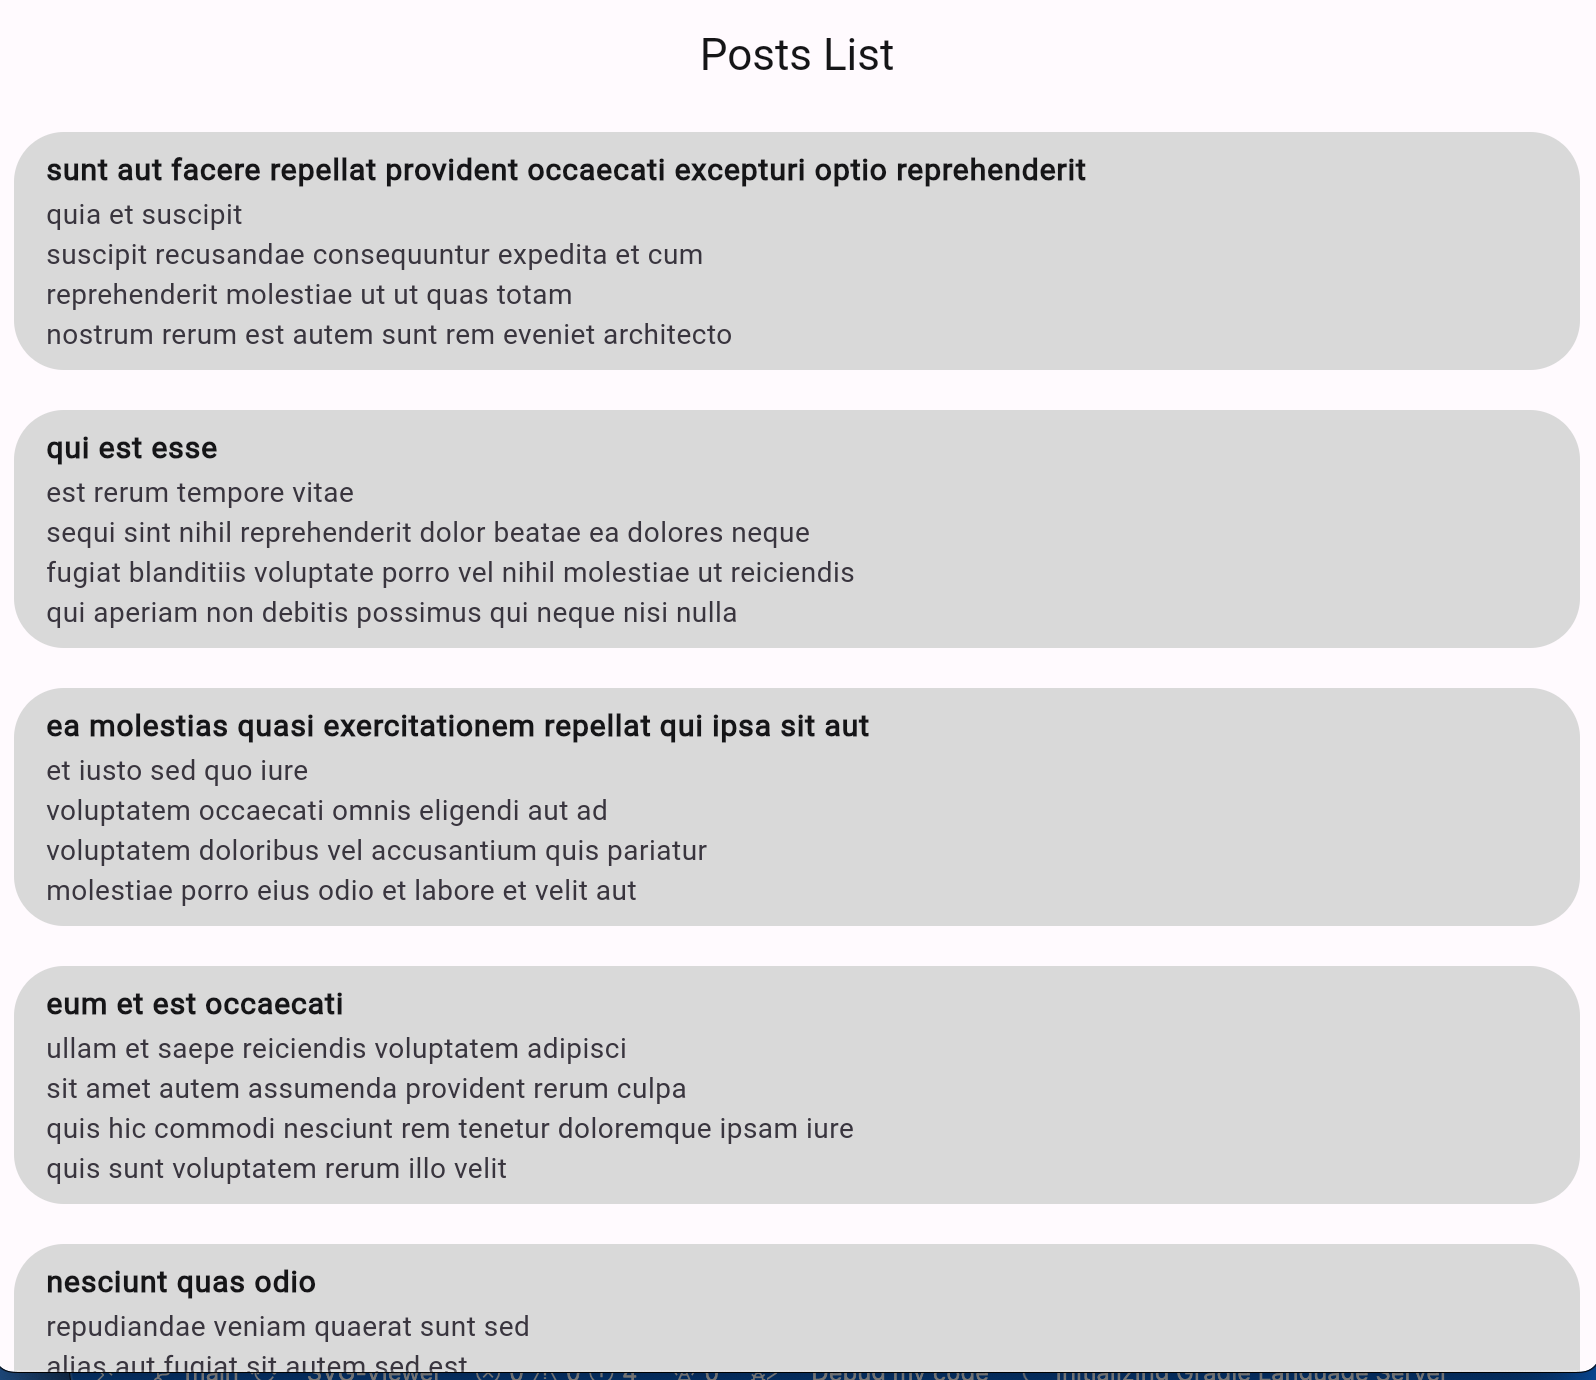 Posts List
sunt aut facere repellat provident occaecati excepturi optio reprehenderit
quia et suscipit
suscipit recusandae consequuntur expedita et cum
reprehenderit molestiae ut ut quas totam
nostrum rerum est autem sunt rem eveniet architecto
qui est esse
est rerum tempore vitae
sequi sint nihil reprehenderit dolor beatae ea dolores neque
fugiat blanditiis voluptate porro vel nihil molestiae ut reiciendis
qui aperiam non debitis possimus qui neque nisi nulla
ea molestias quasi exercitationem repellat qui ipsa sit aut
et iusto sed quo iure
voluptatem occaecati omnis eligendi aut ad
voluptatem doloribus vel accusantium quis pariatur
molestiae porro eius odio et labore et velit aut
eum et est occaecati
ullam et saepe reiciendis voluptatem adipisci
sit amet autem assumenda provident rerum culpa
quis hic commodi nesciunt rem tenetur doloremque ipsam iure
quis sunt voluptatem rerum illo velit
nesciunt quas odio
repudiandae veniam quaerat sunt sed
alias aut fugiat sit autem sed est
main SVG-Viewer 0 0 4 0 Debug my code Initializing Gradle Language Server